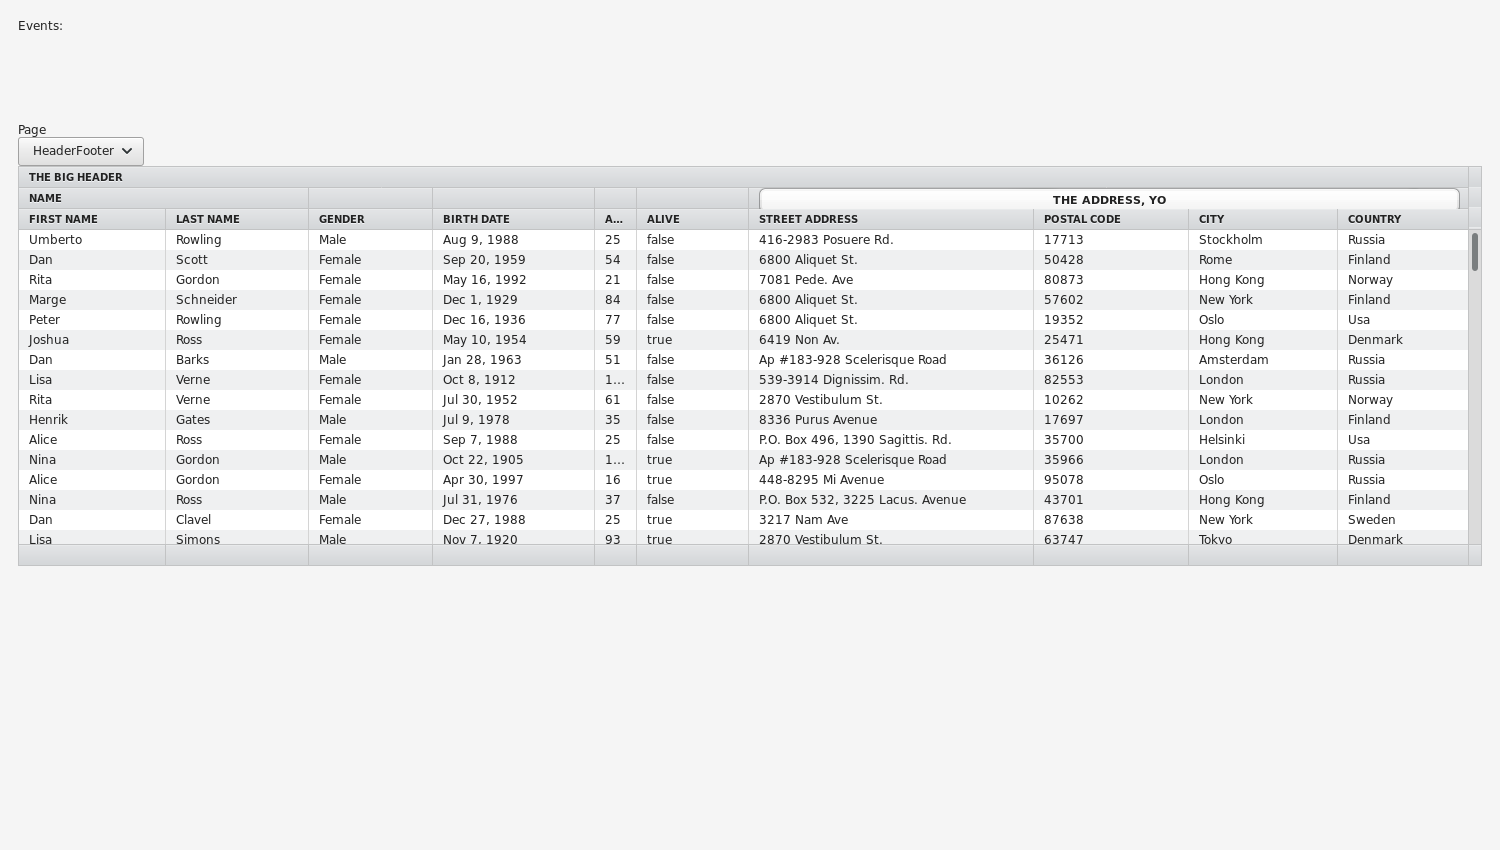 Events:
Page
HeaderFooter
THE BIG HEADER
NAME THE ADDRESS, YO
FIRST NAME LAST NAME GENDER BIRTH DATE A... ALIVE STREET ADDRESS POSTAL CODE CITY COUNTRY
Umberto Rowling Male Aug 9, 1988 25 false 416-2983 Posuere Rd. 17713 Stockholm Russia
Dan Scott Female Sep 20, 1959 54 false 6800 Aliquet St. 50428 Rome Finland
Rita Gordon Female May 16, 1992 21 false 7081 Pede. Ave 80873 Hong Kong Norway
Marge Schneider Female Dec 1, 1929 84 false 6800 Aliquet St. 57602 New York Finland
Peter Rowling Female Dec 16, 1936 77 false 6800 Aliquet St. 19352 Oslo Usa
Joshua Ross Female May 10, 1954 59 true 6419 Non Av. 25471 Hong Kong Denmark
Dan Barks Male Jan 28, 1963 51 false Ap #183-928 Scelerisque Road 36126 Amsterdam Russia
Lisa Verne Female Oct 8, 1912 1... false 539-3914 Dignissim. Rd. 82553 London Russia
Rita Verne Female Jul 30, 1952 61 false 2870 Vestibulum St. 10262 New York Norway
Henrik Gates Male Jul 9, 1978 35 false 8336 Purus Avenue 17697 London Finland
Alice Ross Female Sep 7, 1988 25 false P.O. Box 496, 1390 Sagittis. Rd. 35700 Helsinki Usa
Nina Gordon Male Oct 22, 1905 1... true Ap #183-928 Scelerisque Road 35966 London Russia
Alice Gordon Female Apr 30, 1997 16 true 448-8295 Mi Avenue 95078 Oslo Russia
Nina Ross Male Jul 31, 1976 37 false P.O. Box 532, 3225 Lacus. Avenue 43701 Hong Kong Finland
Dan Clavel Female Dec 27, 1988 25 true 3217 Nam Ave 87638 New York Sweden
Lisa Simons Male Nov 7, 1920 93 true 2870 Vestibulum St. 63747 Tokyo Denmark